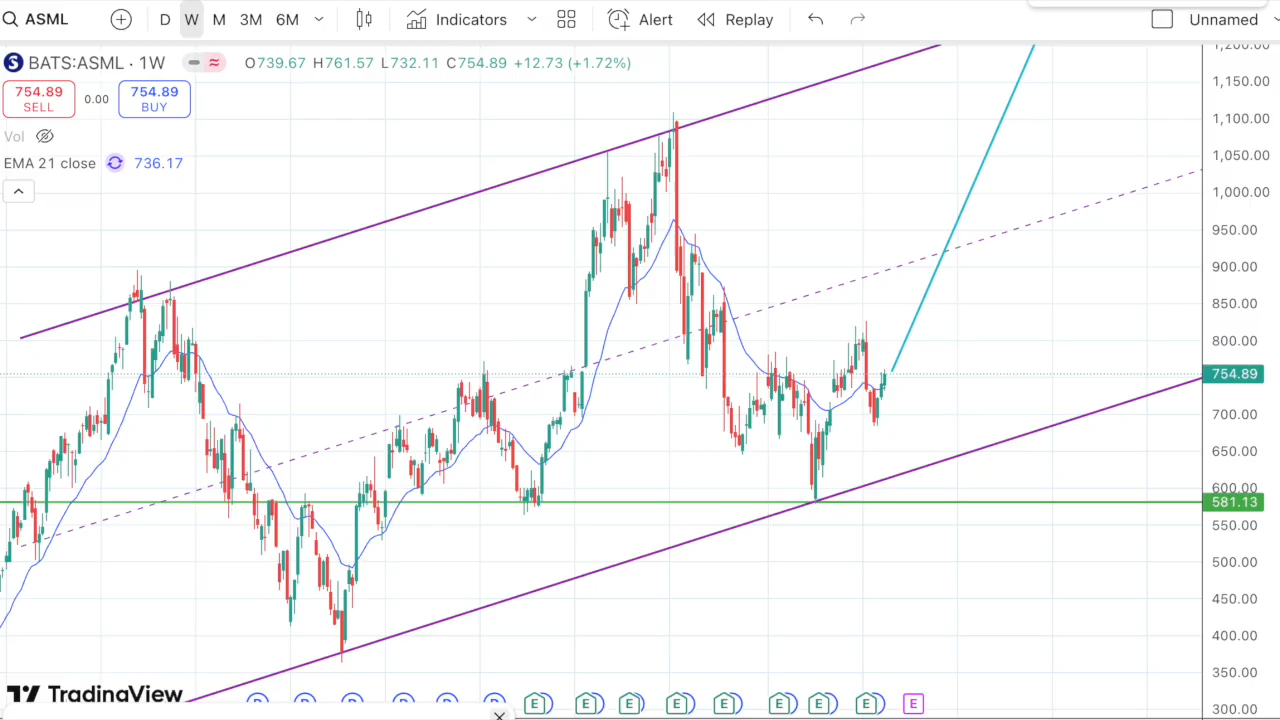 ASML D W M 3M 6M Indicators Alert Replay Unnamed
BATS:ASML · 1W O739.67 H761.57 L732.11 C754.89 +12.73 (+1.72%)
754.89 SELL 0.00 754.89 BUY
Vol
EMA 21 close 736.17
1,200.00
1,150.00
1,100.00
1,050.00
1,000.00
950.00
900.00
850.00
800.00
754.89
700.00
650.00
600.00
581.13
550.00
500.00
450.00
400.00
350.00
300.00
TradingView
D D D D D D E E E E E E E E E